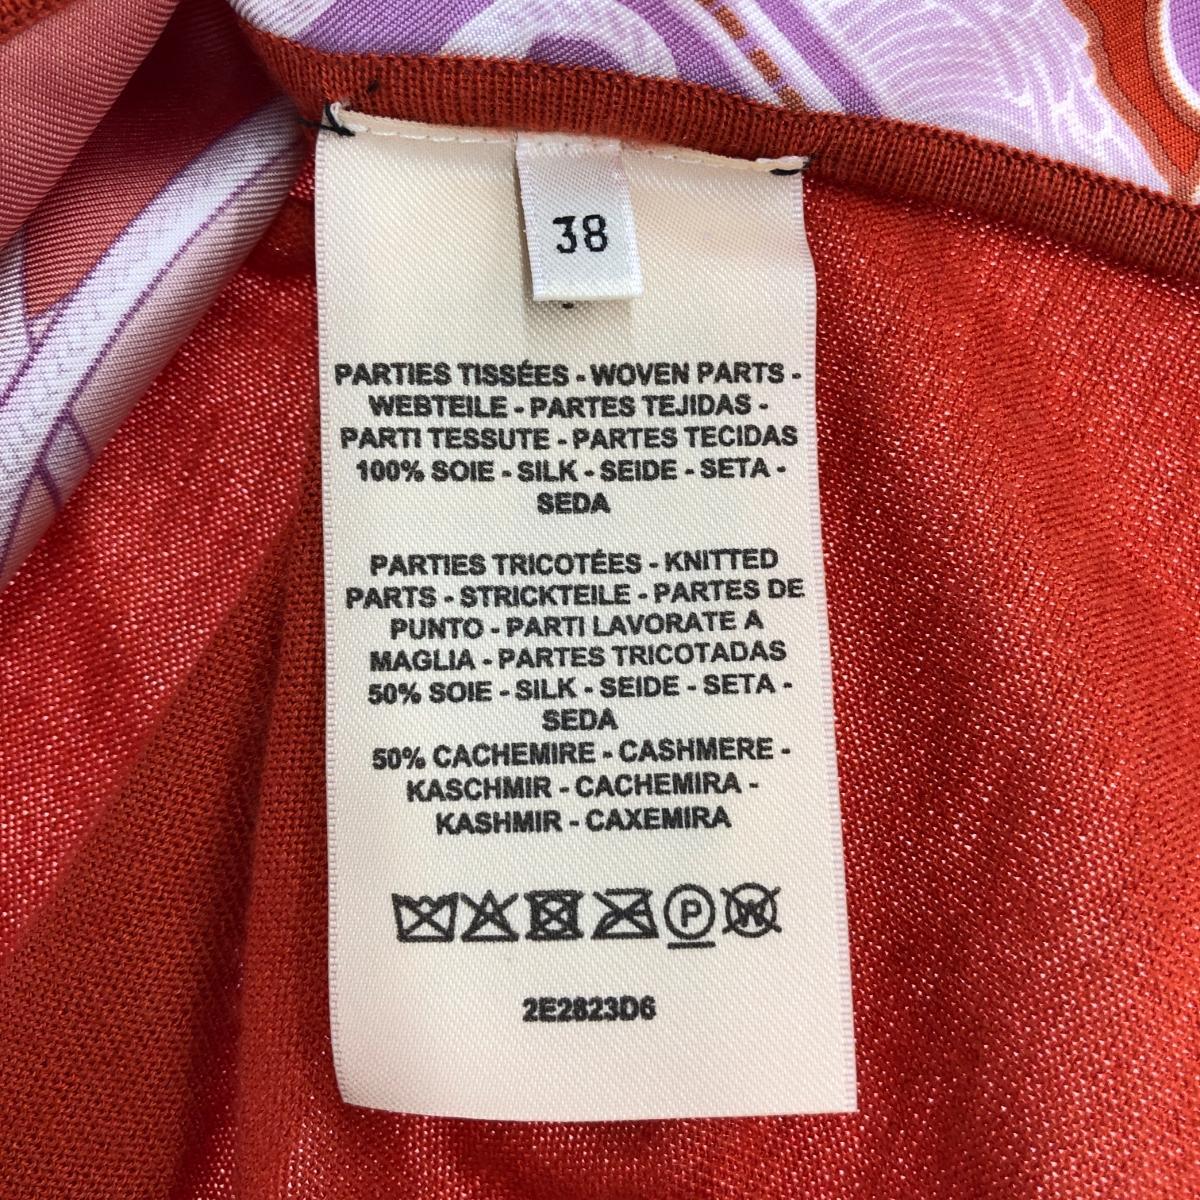 38
PARTIES TISSÉES - WOVEN PARTS -
WEBTEILE - PARTES TEJIDAS -
PARTI TESSUTE - PARTES TECIDAS
100% SOIE - SILK - SEIDE - SETA -
SEDA
PARTIES TRICOTÉES - KNITTED
PARTS - STRICKTEILE - PARTES DE
PUNTO - PARTI LAVORATE A
MAGLIA - PARTES TRICOTADAS
50% SOIE - SILK - SEIDE - SETA -
SEDA
50% CACHEMIRE - CASHMERE -
KASCHMIR - CACHEMIRA -
KASHMIR - CAXEMIRA
P W
2E2823D6